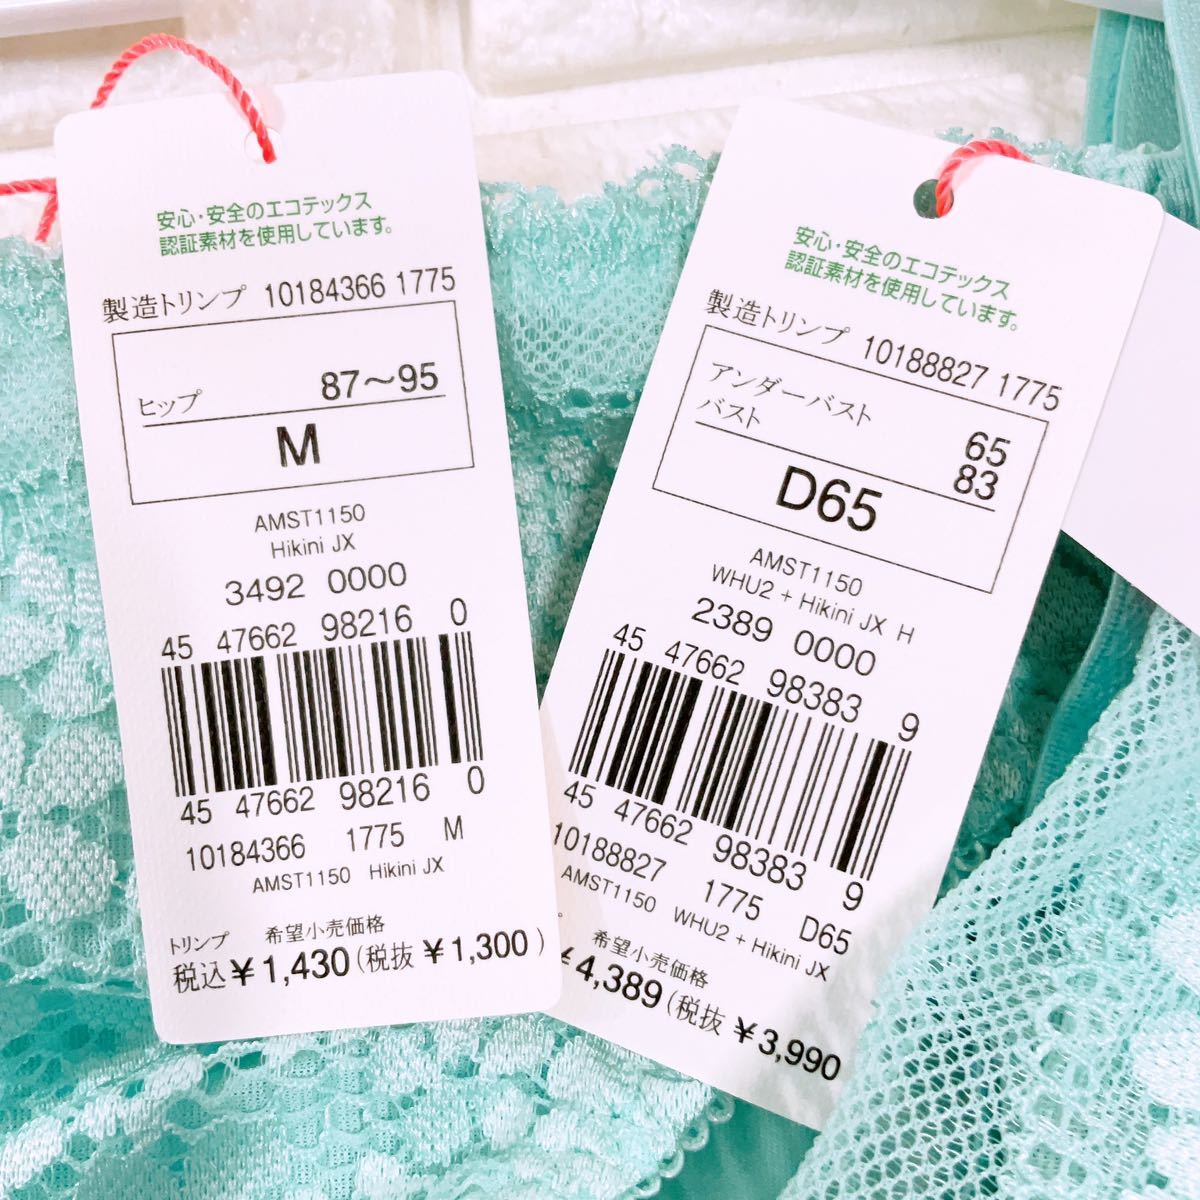 安心・安全のエコテックス
認証素材を使用しています。
製造トリンプ 10184366 1775
ヒップ 87～95
M
AMST1150
Hikini JX
3492 0000
45 47662 98216 0
45 47662 98216 0
10184366 1775 M
AMST1150 Hikini JX
トリンプ 希望小売価格
税込￥1,430(税抜￥1,300)
安心・安全のエコテックス
認証素材を使用しています。
製造トリンプ 10188827 1775
アンダーバスト 65
バスト 83
D65
AMST1150
WHU2 + Hikini JX H
2389 0000
45 47662 98383 9
45 47662 98383 9
10188827 1775 D65
AMST1150 WHU2 + Hikini JX
希望小売価格
￥4,389(税抜￥3,990